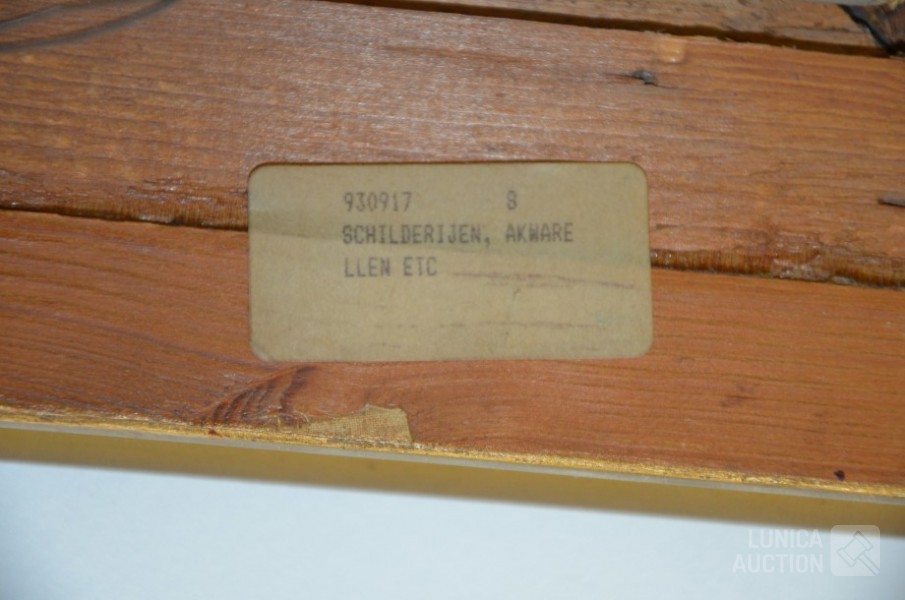 930917 8
SCHILDERIJEN, AKWARE
LLEN ETC
LUNICA
AUCTION